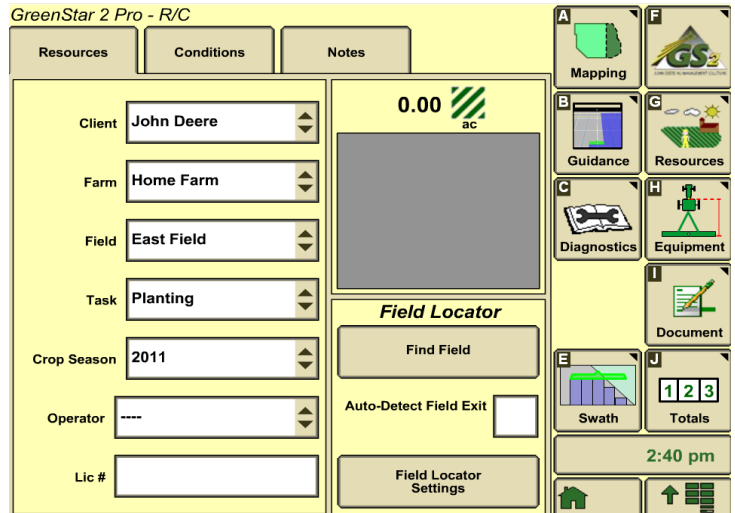 GreenStar 2 Pro - R/C
Resources
Conditions
Notes
Client
John Deere
Farm
Home Farm
Field
East Field
Task
Planting
Crop Season
2011
Operator
----
Lic #
0.00
ac
Field Locator
Find Field
Auto-Detect Field Exit
Field Locator
Settings
A
Mapping
F
GS2
B
Guidance
G
Resources
C
Diagnostics
H
Equipment
I
Document
E
Swath
J
1 2 3
Totals
2:40 pm